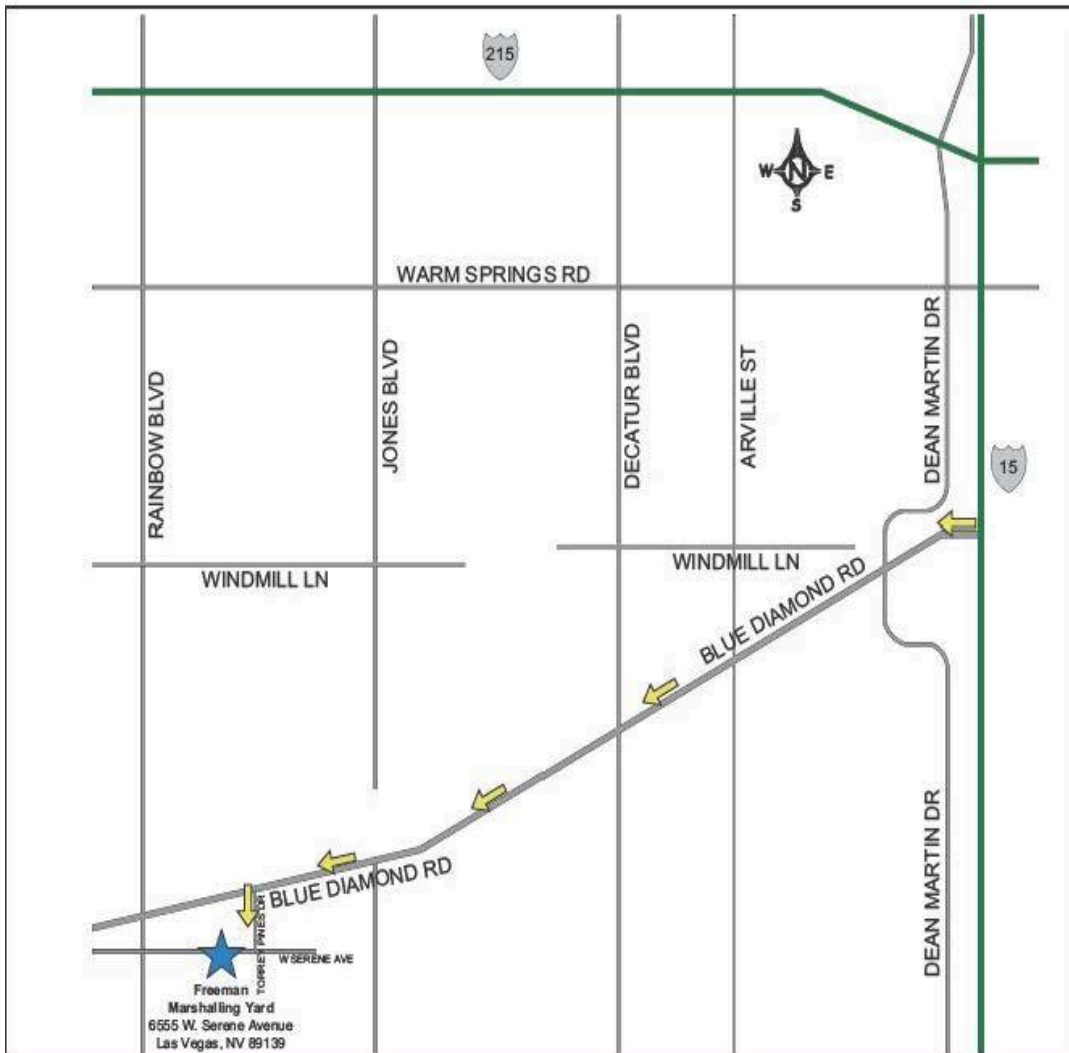 215
W N E
S
WARM SPRINGS RD
RAINBOW BLVD
JONES BLVD
DECATUR BLVD
ARVILLE ST
DEAN MARTIN DR
15
WINDMILL LN
WINDMILL LN
BLUE DIAMOND RD
BLUE DIAMOND RD
DEAN MARTIN DR
TORREY PINES DR
W SERENE AVE
Freeman
Marshalling Yard
6555 W. Serene Avenue
Las Vegas, NV 89139